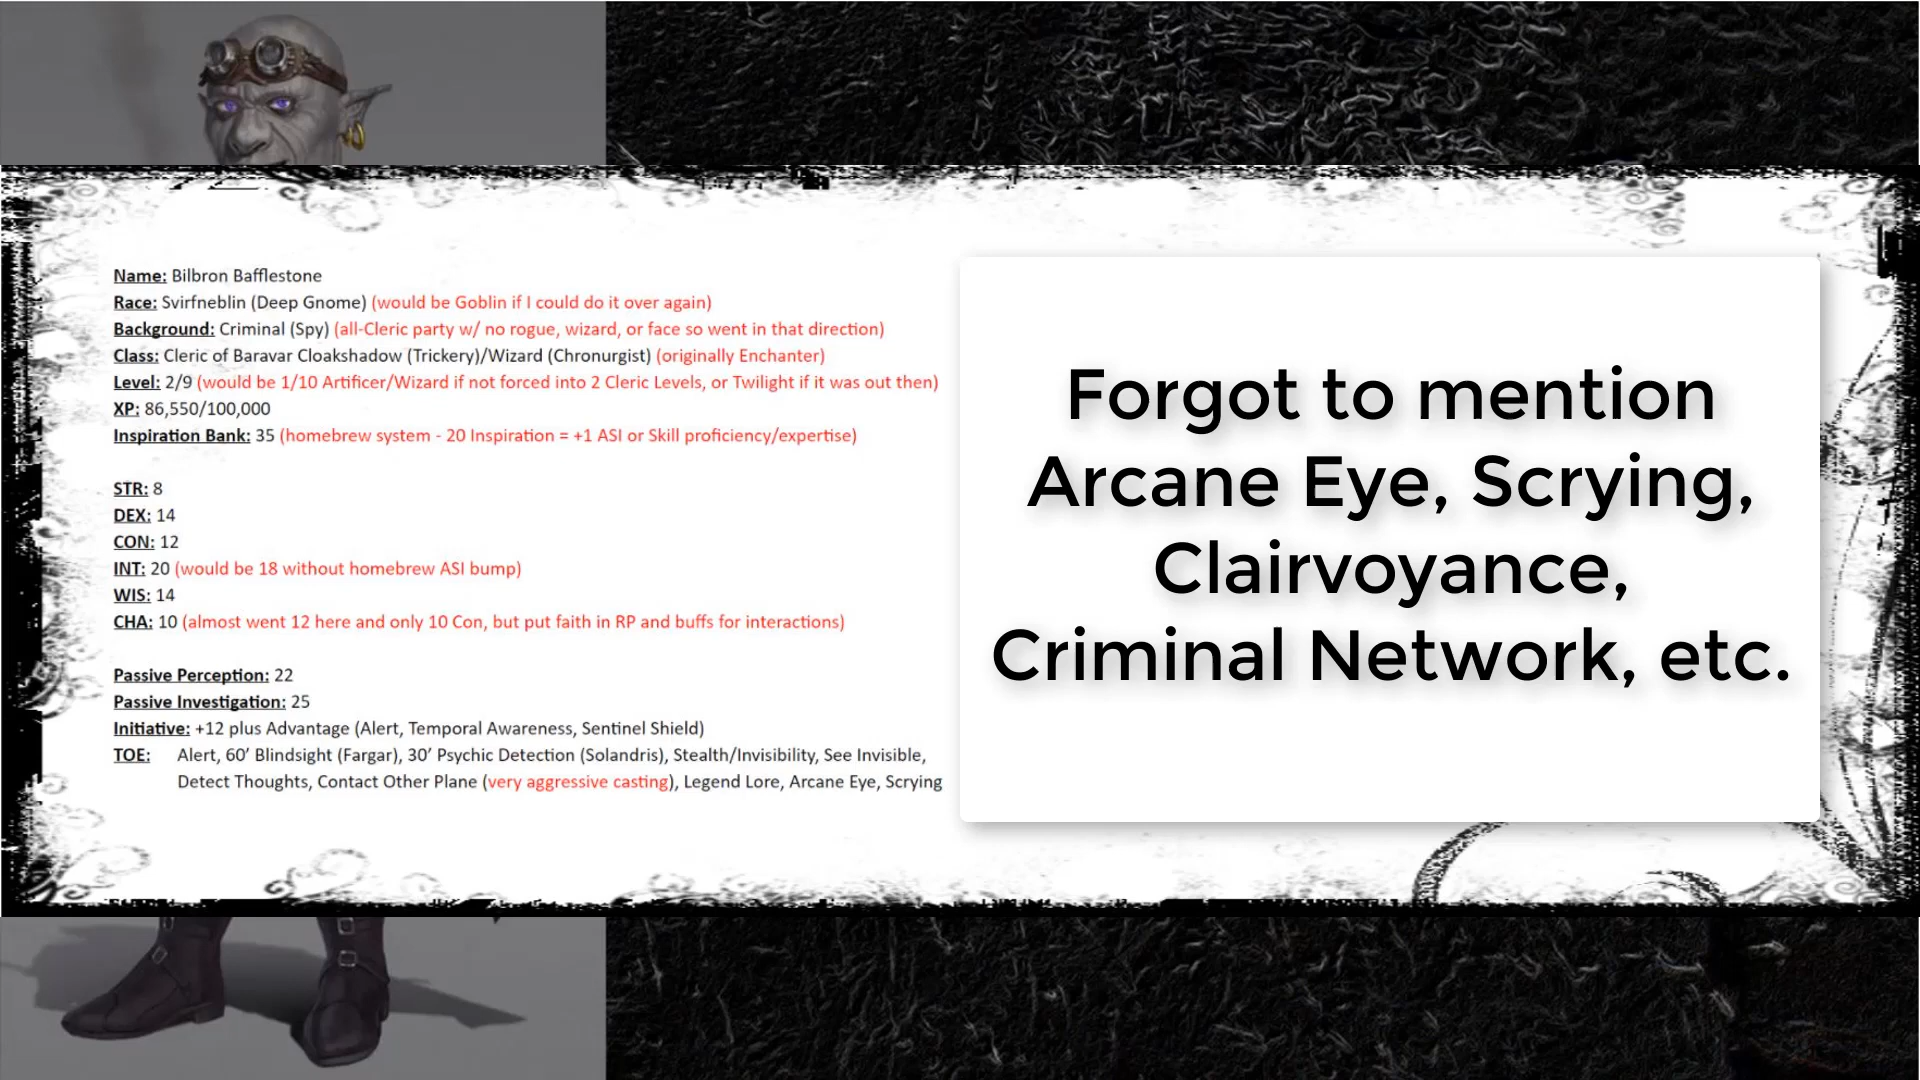 Name: Bilbron Bafflestone
Race: Svirfneblin (Deep Gnome) (would be Goblin if I could do it over again)
Background: Criminal (Spy) (all-Cleric party w/ no rogue, wizard, or face so went in that direction)
Class: Cleric of Baravar Cloakshadow (Trickery)/Wizard (Chronurgist) (originally Enchanter)
Level: 2/9 (would be 1/10 Artificer/Wizard if not forced into 2 Cleric Levels, or Twilight if it was out then)
XP: 86,550/100,000
Inspiration Bank: 35 (homebrew system - 20 Inspiration = +1 ASI or Skill proficiency/expertise)
STR: 8
DEX: 14
CON: 12
INT: 20 (would be 18 without homebrew ASI bump)
WIS: 14
CHA: 10 (almost went 12 here and only 10 Con, but put faith in RP and buffs for interactions)
Passive Perception: 22
Passive Investigation: 25
Initiative: +12 plus Advantage (Alert, Temporal Awareness, Sentinel Shield)
TOE: Alert, 60’ Blindsight (Fargar), 30’ Psychic Detection (Solandris), Stealth/Invisibility, See Invisible,
Detect Thoughts, Contact Other Plane (very aggressive casting), Legend Lore, Arcane Eye, Scrying
Forgot to mention
Arcane Eye, Scrying,
Clairvoyance,
Criminal Network, etc.